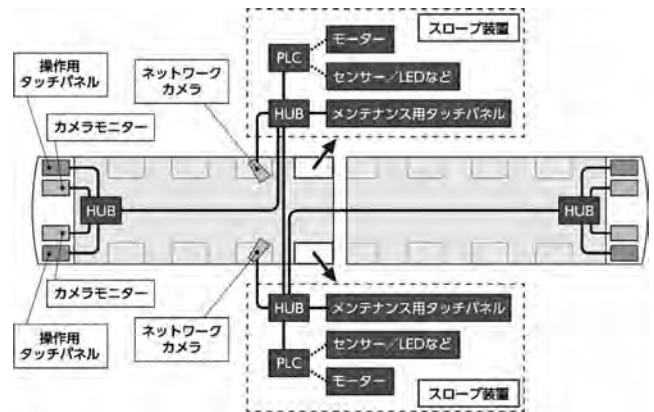 スロープ装置
モーター
PLC
センサー/LEDなど
操作用
タッチパネル
ネットワーク
カメラ
HUB
メンテナンス用タッチパネル
カメラモニター
HUB
HUB
カメラモニター
HUB
メンテナンス用タッチパネル
操作用
タッチパネル
ネットワーク
カメラ
センサー/LEDなど
PLC
モーター
スロープ装置